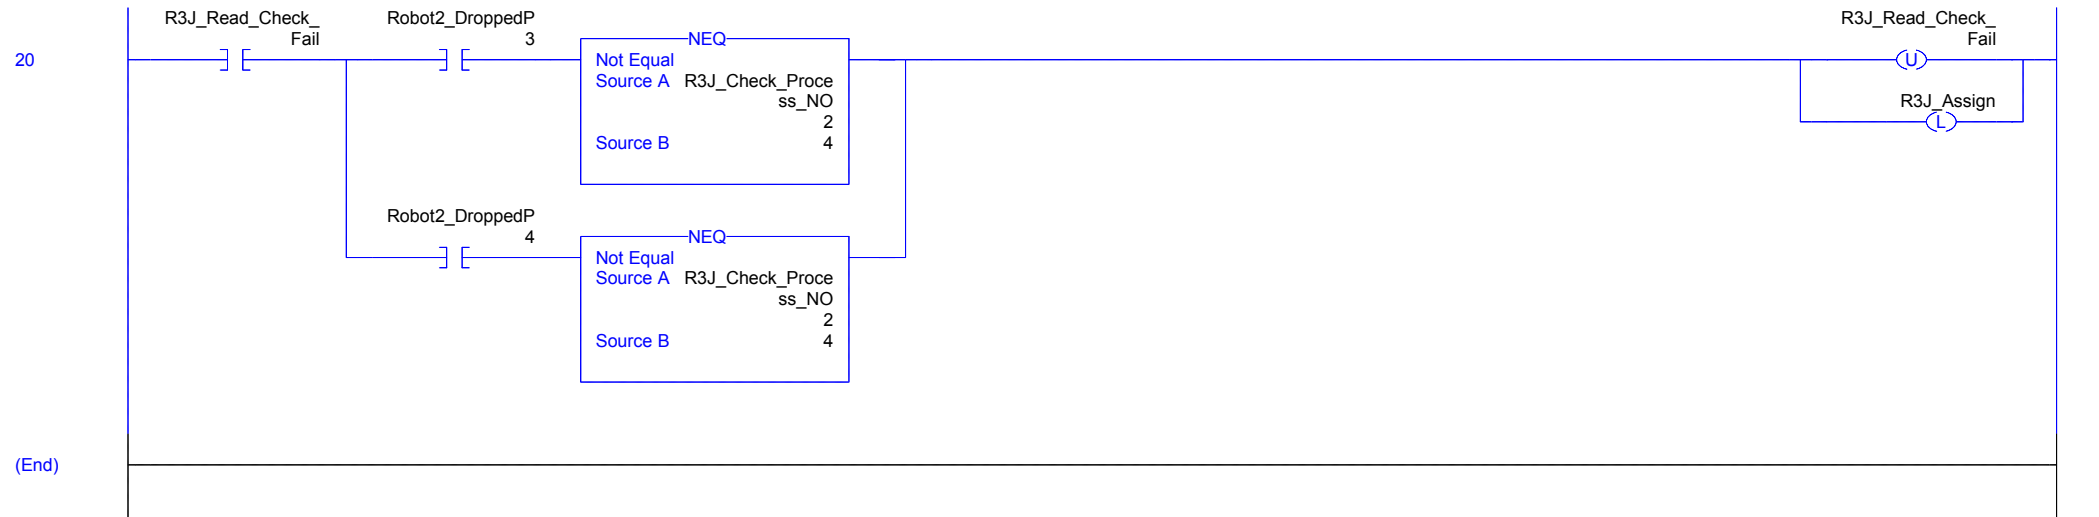 R3J_Read_Check_
Fail
Robot2_DroppedP
3
R3J_Read_Check_
Fail
20
NEQ
Not Equal
Source A R3J_Check_Proce
ss_NO
2
Source B 4
U
R3J_Assign
L
Robot2_DroppedP
4
NEQ
Not Equal
Source A R3J_Check_Proce
ss_NO
2
Source B 4
(End)